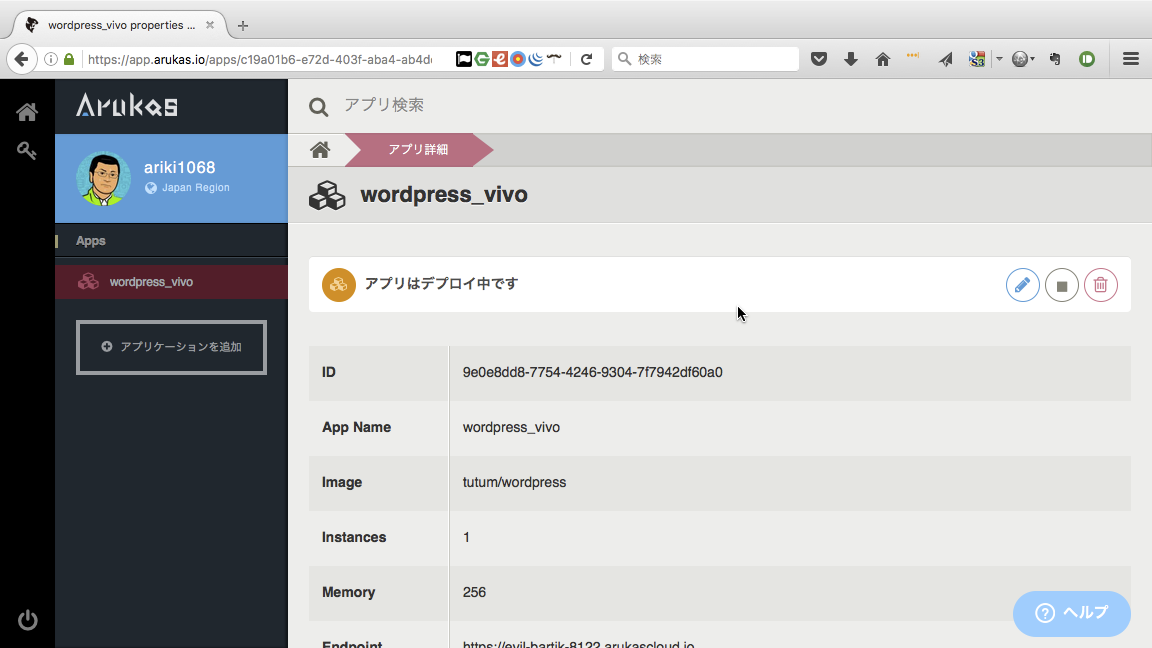 wordpress_vivo properties ...
https://app.arukas.io/apps/c19a01b6-e72d-403f-aba4-ab4d
検索
Arukas
アプリ検索
ariki1068
Japan Region
アプリ詳細
wordpress_vivo
Apps
wordpress_vivo
アプリケーションを追加
アプリはデプロイ中です
ID
9e0e8dd8-7754-4246-9304-7f7942df60a0
App Name
wordpress_vivo
Image
tutum/wordpress
Instances
1
Memory
256
Endpoint
https://evil-bartik-8122.arukascloud.io
ヘルプ